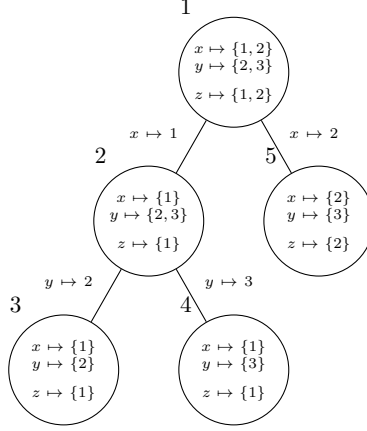 1
x ↦ {1, 2}
y ↦ {2, 3}
z ↦ {1, 2}
x ↦ 1
x ↦ 2
2
x ↦ {1}
y ↦ {2, 3}
z ↦ {1}
5
x ↦ {2}
y ↦ {3}
z ↦ {2}
y ↦ 2
y ↦ 3
3
x ↦ {1}
y ↦ {2}
z ↦ {1}
4
x ↦ {1}
y ↦ {3}
z ↦ {1}